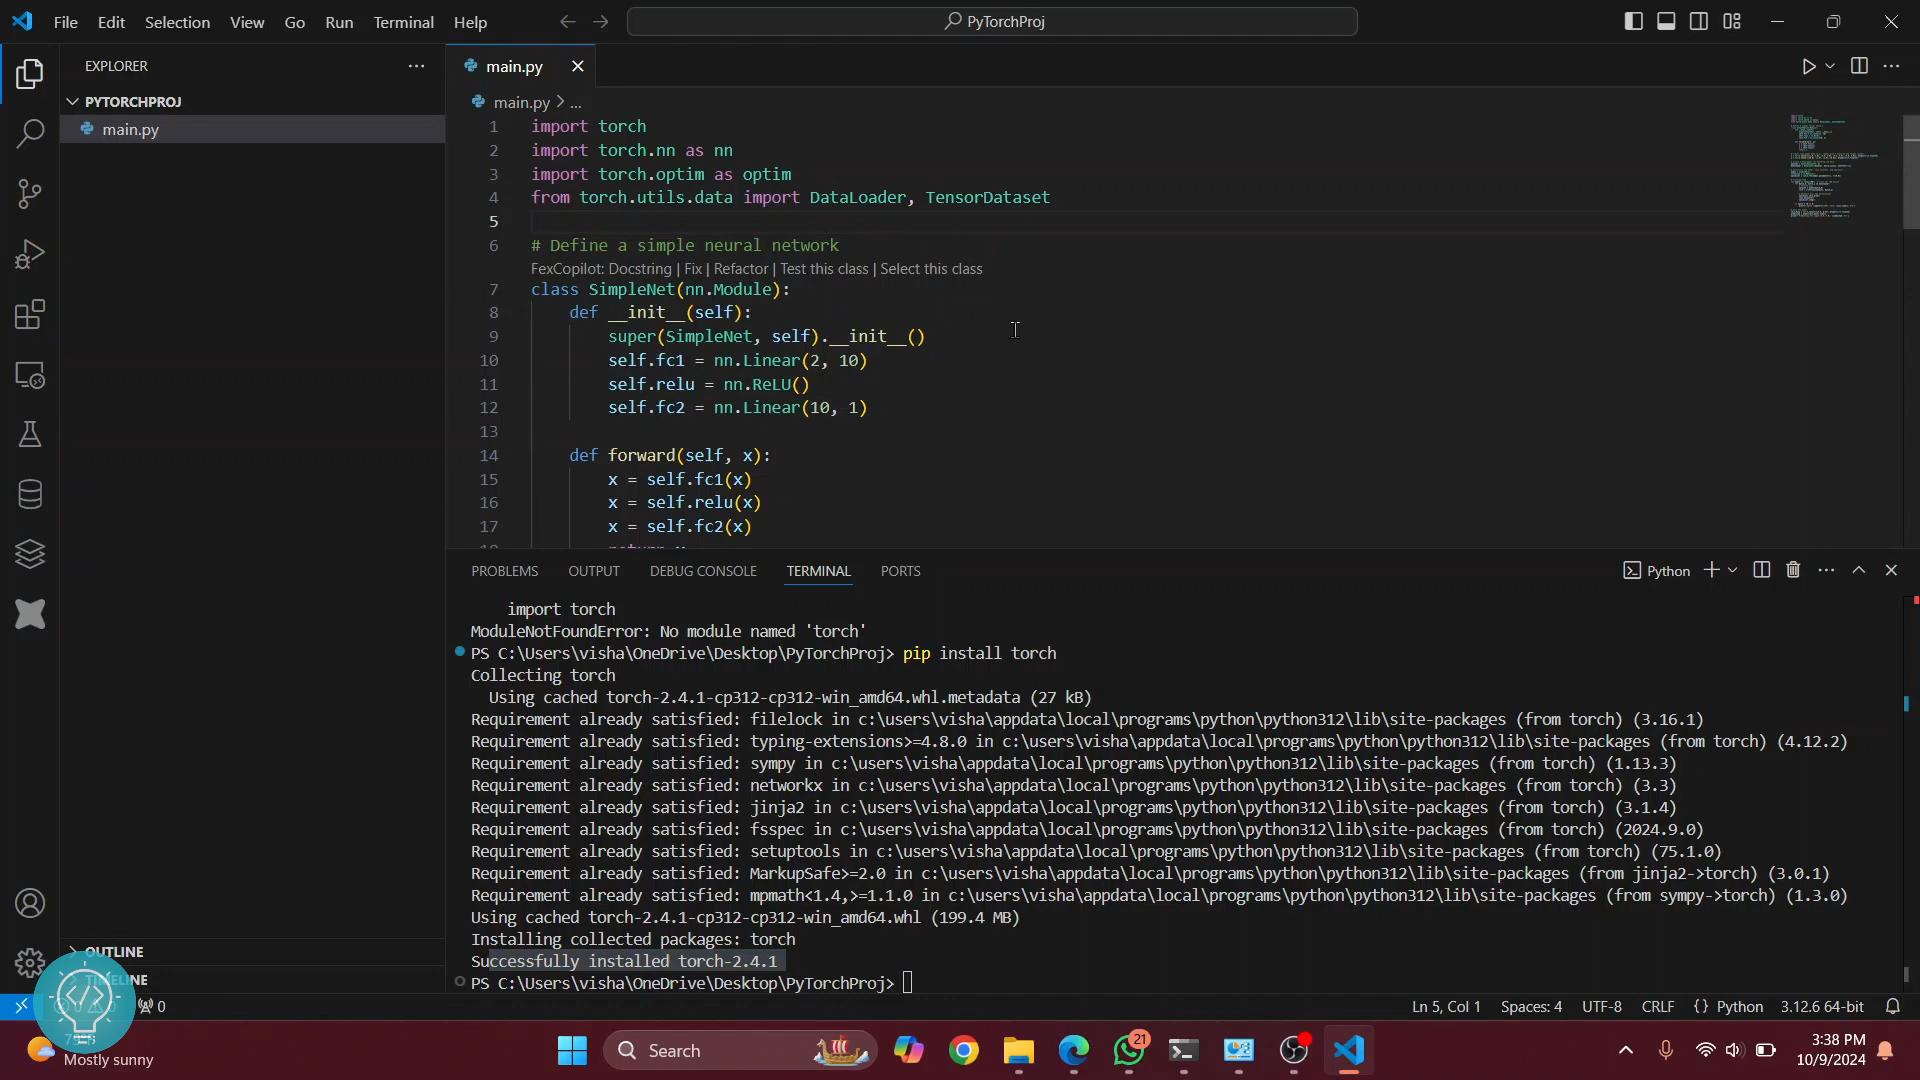 File Edit Selection View Go Run Terminal Help
PyTorchProj
EXPLORER
PYTORCHPROJ
main.py
OUTLINE
TIMELINE
main.py
main.py > ...
1 import torch
2 import torch.nn as nn
3 import torch.optim as optim
4 from torch.utils.data import DataLoader, TensorDataset
5
6 # Define a simple neural network
FexCopilot: Docstring | Fix | Refactor | Test this class | Select this class
7 class SimpleNet(nn.Module):
8 def __init__(self):
9 super(SimpleNet, self).__init__()
10 self.fc1 = nn.Linear(2, 10)
11 self.relu = nn.ReLU()
12 self.fc2 = nn.Linear(10, 1)
13
14 def forward(self, x):
15 x = self.fc1(x)
16 x = self.relu(x)
17 x = self.fc2(x)
PROBLEMS OUTPUT DEBUG CONSOLE TERMINAL PORTS
Python
import torch
ModuleNotFoundError: No module named 'torch'
PS C:\Users\visha\OneDrive\Desktop\PyTorchProj> pip install torch
Collecting torch
Using cached torch-2.4.1-cp312-cp312-win_amd64.whl.metadata (27 kB)
Requirement already satisfied: filelock in c:\users\visha\appdata\local\programs\python\python312\lib\site-packages (from torch) (3.16.1)
Requirement already satisfied: typing-extensions>=4.8.0 in c:\users\visha\appdata\local\programs\python\python312\lib\site-packages (from torch) (4.12.2)
Requirement already satisfied: sympy in c:\users\visha\appdata\local\programs\python\python312\lib\site-packages (from torch) (1.13.3)
Requirement already satisfied: networkx in c:\users\visha\appdata\local\programs\python\python312\lib\site-packages (from torch) (3.3)
Requirement already satisfied: jinja2 in c:\users\visha\appdata\local\programs\python\python312\lib\site-packages (from torch) (3.1.4)
Requirement already satisfied: fsspec in c:\users\visha\appdata\local\programs\python\python312\lib\site-packages (from torch) (2024.9.0)
Requirement already satisfied: setuptools in c:\users\visha\appdata\local\programs\python\python312\lib\site-packages (from torch) (75.1.0)
Requirement already satisfied: MarkupSafe>=2.0 in c:\users\visha\appdata\local\programs\python\python312\lib\site-packages (from jinja2->torch) (3.0.1)
Requirement already satisfied: mpmath<1.4,>=1.1.0 in c:\users\visha\appdata\local\programs\python\python312\lib\site-packages (from sympy->torch) (1.3.0)
Using cached torch-2.4.1-cp312-cp312-win_amd64.whl (199.4 MB)
Installing collected packages: torch
Successfully installed torch-2.4.1
PS C:\Users\visha\OneDrive\Desktop\PyTorchProj>
0 Ln 5, Col 1 Spaces: 4 UTF-8 CRLF {} Python 3.12.6 64-bit
Mostly sunny
Search
21
3:38 PM
10/9/2024